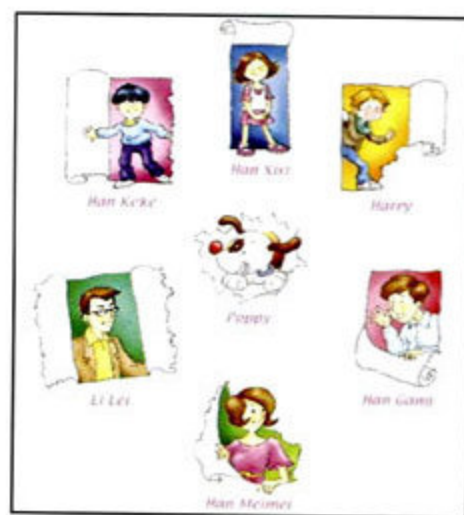 Han Keke
Han Xixi
Harry
Poppy
Li Lei
Han Gang
Han Meimei